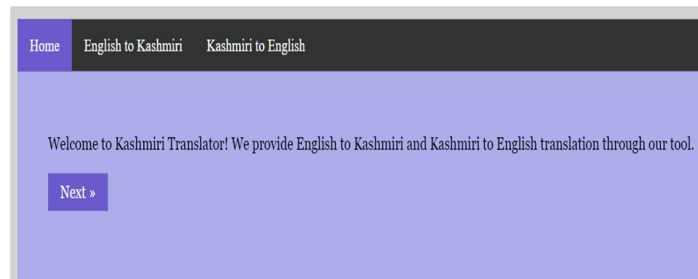 Home English to Kashmiri Kashmiri to English
Welcome to Kashmiri Translator! We provide English to Kashmiri and Kashmiri to English translation through our tool.
Next »